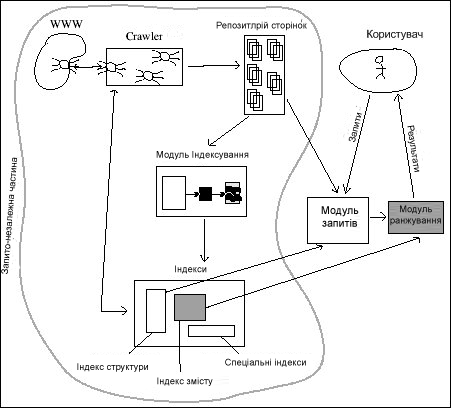 WWW
Crawler
Репозитлрій сторінок
Користувач
Запити
Результати
Модуль Індексування
Запито-незалежна частина
Модуль
запитів
Модуль
ранжування
Індекси
Індекс структури
Індекс змісту
Спеціальні індекси